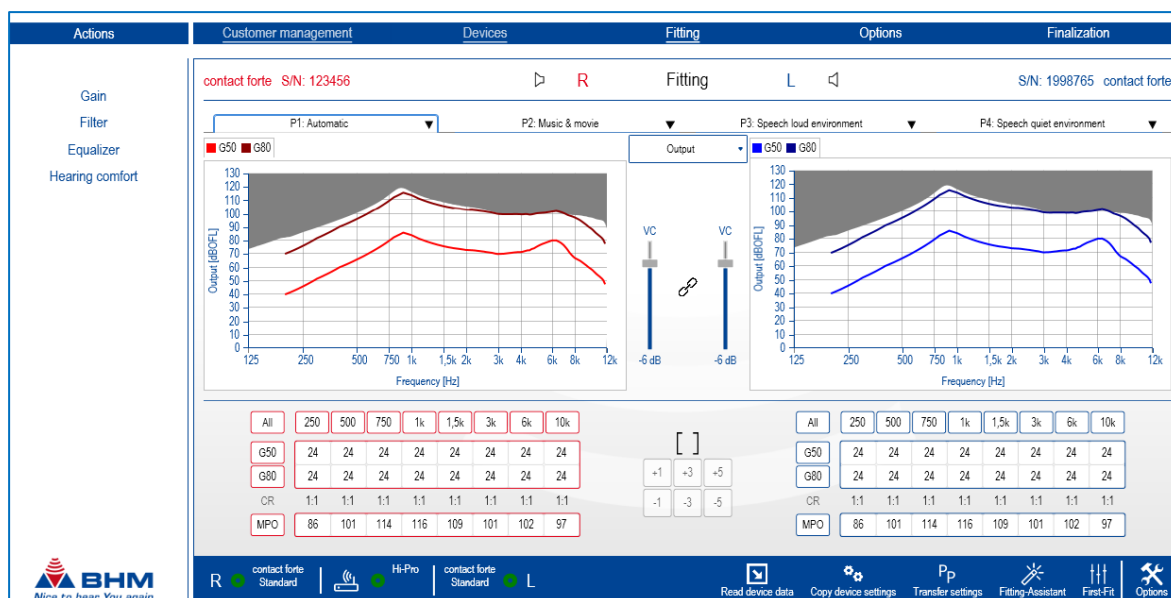 Actions Customer management Devices Fitting Options Finalization
Gain
Filter
Equalizer
Hearing comfort
contact forte S/N: 123456 R Fitting L S/N: 1998765 contact forte
P1: Automatic P2: Music & movie P3: Speech loud environment P4: Speech quiet environment
G50 G80
Output
G50 G80
Output [dBOFL]
130
120
110
100
90
80
70
60
50
40
30
20
10
0
125 250 500 750 1k 1,5k 2k 3k 4k 6k 8k 12k
Frequency [Hz]
VC VC
-6 dB -6 dB
Output [dBOFL]
130
120
110
100
90
80
70
60
50
40
30
20
10
0
125 250 500 750 1k 1,5k 2k 3k 4k 6k 8k 12k
Frequency [Hz]
All 250 500 750 1k 1,5k 3k 6k 10k
G50 24 24 24 24 24 24 24 24
G80 24 24 24 24 24 24 24 24
CR 1:1 1:1 1:1 1:1 1:1 1:1 1:1 1:1
MPO 86 101 114 116 109 101 102 97
[ ]
+1 +3 +5
-1 -3 -5
All 250 500 750 1k 1,5k 3k 6k 10k
G50 24 24 24 24 24 24 24 24
G80 24 24 24 24 24 24 24 24
CR 1:1 1:1 1:1 1:1 1:1 1:1 1:1 1:1
MPO 86 101 114 116 109 101 102 97
BHM
Nice to hear You again
R contact forte Standard Hi-Pro contact forte Standard L
Read device data Copy device settings PP Transfer settings Fitting-Assistant First-Fit Options